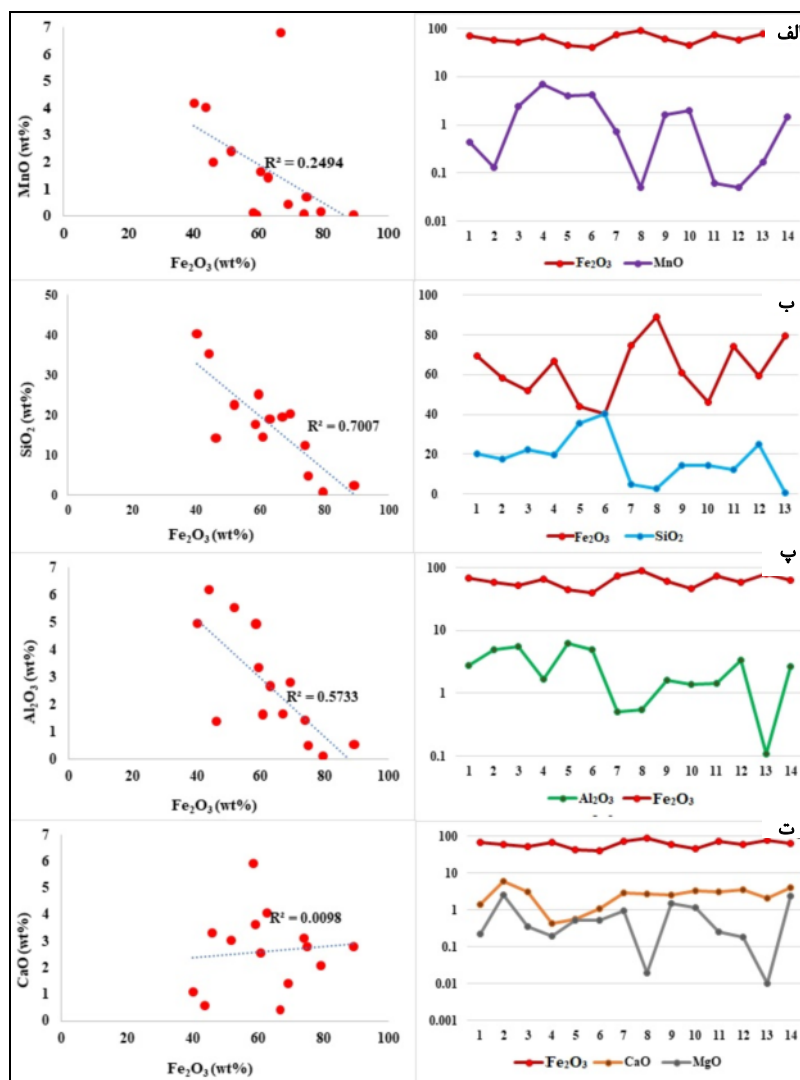 الف
7
6
5
4
3
2
1
0
MnO (wt%)
R² = 0.2494
0 20 40 60 80 100
Fe₂O₃ (wt%)
100
10
1
0.1
0.01
1 2 3 4 5 6 7 8 9 10 11 12 13 14
Fe₂O₃ MnO
ب
50
40
30
20
10
0
SiO₂ (wt%)
R² = 0.7007
0 20 40 60 80 100
Fe₂O₃ (wt%)
100
80
60
40
20
0
1 2 3 4 5 6 7 8 9 10 11 12 13
Fe₂O₃ SiO₂
پ
7
6
5
4
3
2
1
0
Al₂O₃ (wt%)
R² = 0.5733
0 20 40 60 80 100
Fe₂O₃ (wt%)
100
10
1
0.1
1 2 3 4 5 6 7 8 9 10 11 12 13 14
Al₂O₃ Fe₂O₃
ت
7
6
5
4
3
2
1
0
CaO (wt%)
R² = 0.0098
0 20 40 60 80 100
Fe₂O₃ (wt%)
100
10
1
0.1
0.01
0.001
1 2 3 4 5 6 7 8 9 10 11 12 13 14
Fe₂O₃ CaO MgO